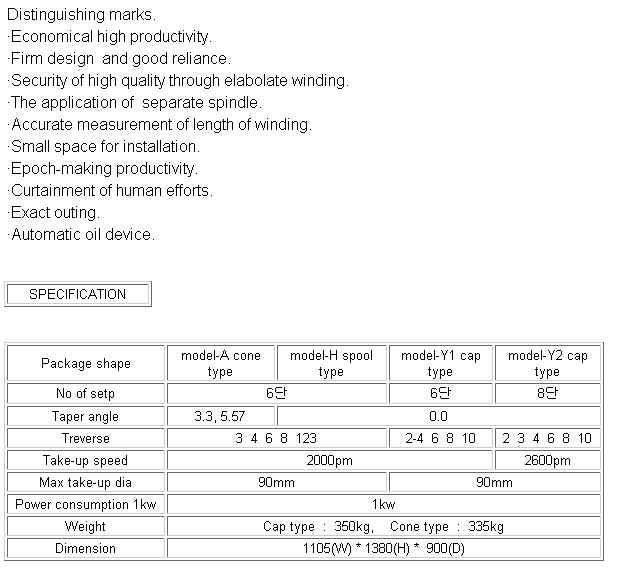 Distinguishing marks.
·Economical high productivity.
·Firm design and good reliance.
·Security of high quality through elabolate winding.
·The application of separate spindle.
·Accurate measurement of length of winding.
·Small space for installation.
·Epoch-making productivity.
·Curtainment of human efforts.
·Exact outing.
·Automatic oil device.
SPECIFICATION
Package shape model-A cone type model-H spool type model-Y1 cap type model-Y2 cap type
No of setp 6단 6단 8단
Taper angle 3.3, 5.57 0.0
Treverse 3 4 6 8 123 2-4 6 8 10 2 3 4 6 8 10
Take-up speed 2000pm 2600pm
Max take-up dia 90mm 90mm
Power consumption 1kw 1kw
Weight Cap type : 350kg, Cone type : 335kg
Dimension 1105(W) * 1380(H) * 900(D)